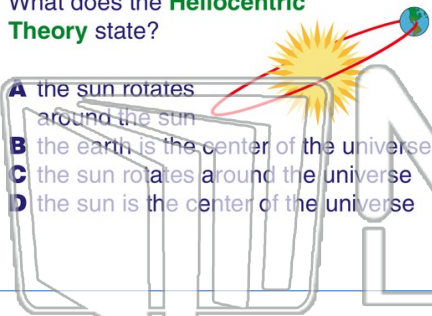 What does the Heliocentric
Theory state?
A the sun rotates
around the sun
B the earth is the center of the universe
C the sun rotates around the universe
D the sun is the center of the universe